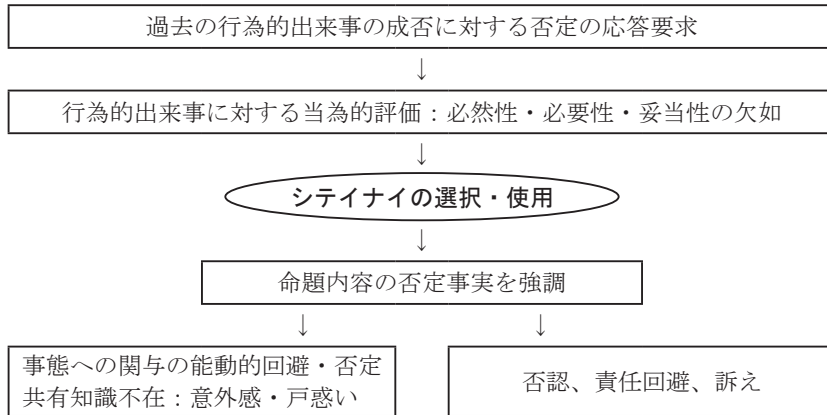 過去の行為的出来事の成否に対する否定の応答要求
↓
行為的出来事に対する当為的評価：必然性・必要性・妥当性の欠如
↓
シテイナイの選択・使用
↓
命題内容の否定事実を強調
↓ ↓
事態への関与の能動的回避・否定
共有知識不在：意外感・戸惑い
否認、責任回避、訴え